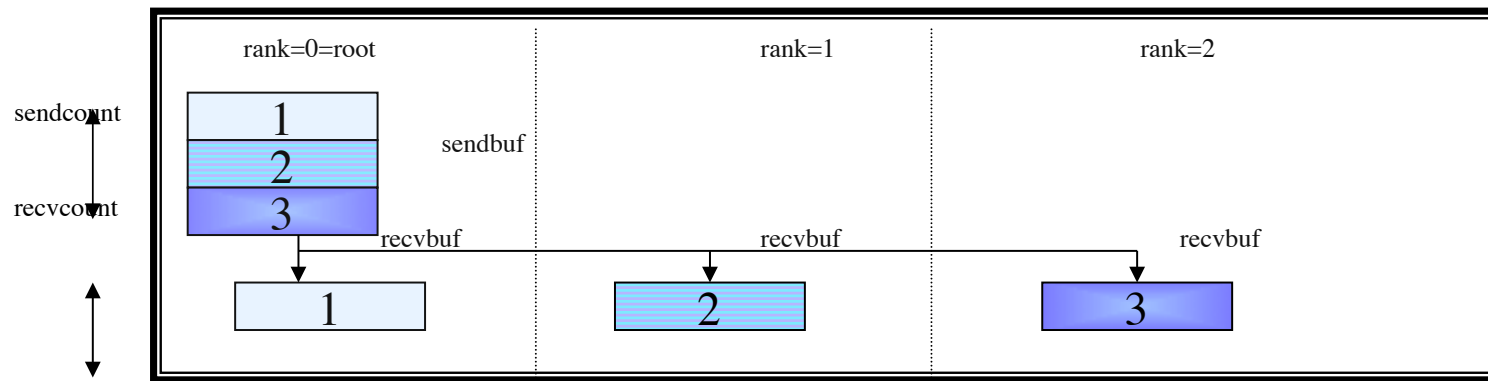 rank=0=root rank=1 rank=2
sendcount
1
sendbuf
2
recvcount
3
recvbuf recvbuf recvbuf
1 2 3